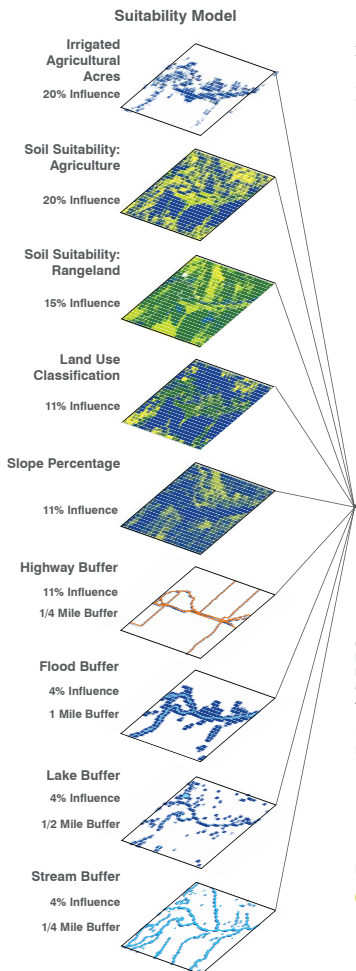 Suitability Model
Irrigated
Agricultural
Acres
20% Influence
Soil Suitability:
Agriculture
20% Influence
Soil Suitability:
Rangeland
15% Influence
Land Use
Classification
11% Influence
Slope Percentage
11% Influence
Highway Buffer
11% Influence
1/4 Mile Buffer
Flood Buffer
4% Influence
1 Mile Buffer
Lake Buffer
4% Influence
1/2 Mile Buffer
Stream Buffer
4% Influence
1/4 Mile Buffer